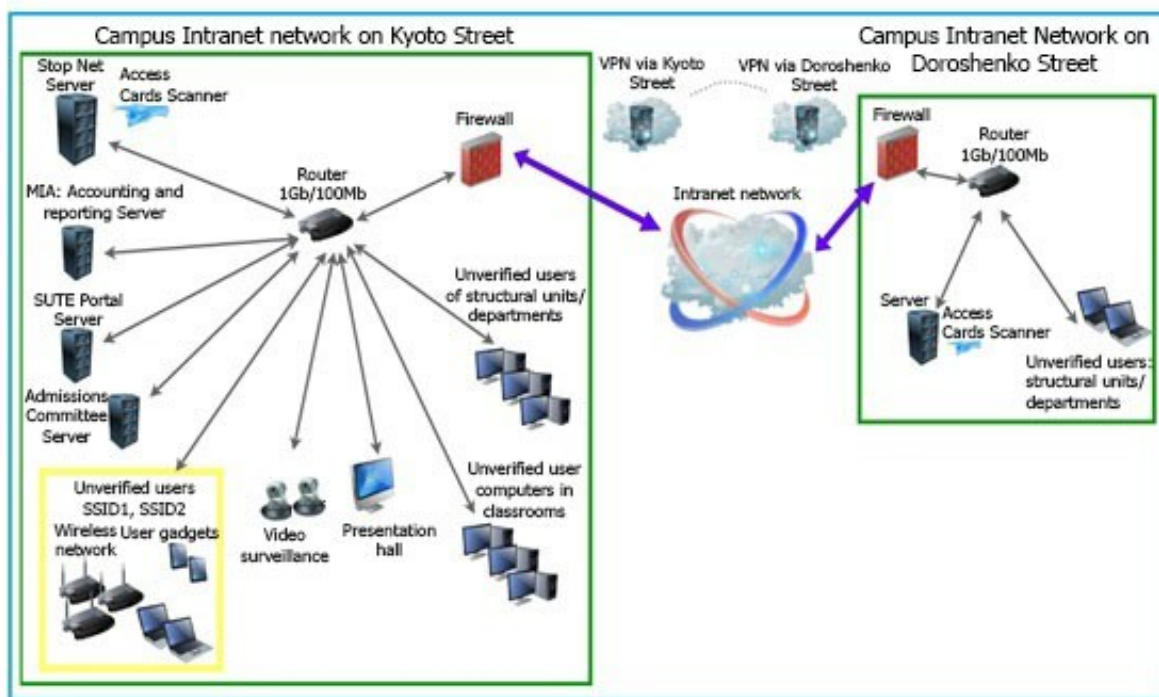 Campus Intranet network on Kyoto Street
Stop Net
Server
Access
Cards Scanner
Firewall
Router
1Gb/100Mb
MIA: Accounting and
reporting Server
SUTE Portal
Server
Admissions
Committee
Server
Unverified users
of structural units/
departments
Unverified user
computers in
classrooms
Unverified users
SSID1, SSID2
Wireless
network
User gadgets
Video
surveillance
Presentation
hall
VPN via Kyoto
Street
VPN via Doroshenko
Street
Intranet network
Campus Intranet Network on
Doroshenko Street
Firewall
Router
1Gb/100Mb
Server
Access
Cards Scanner
Unverified users:
structural units/
departments